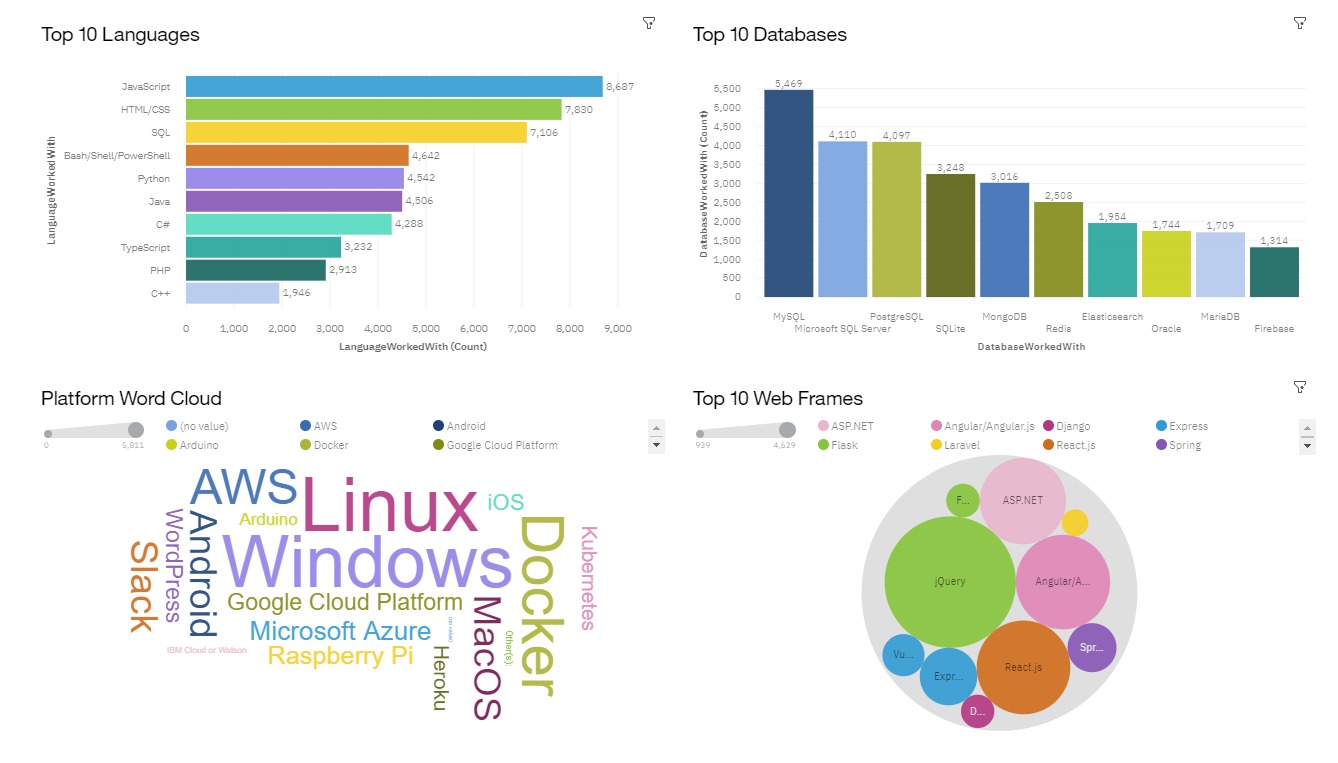 Top 10 Languages
LanguageWorkedWith
JavaScript 8,687
HTML/CSS 7,830
SQL 7,106
Bash/Shell/PowerShell 4,642
Python 4,542
Java 4,506
C# 4,288
TypeScript 3,232
PHP 2,913
C++ 1,946
0 1,000 2,000 3,000 4,000 5,000 6,000 7,000 8,000 9,000
LanguageWorkedWith (Count)
Top 10 Databases
DatabaseWorkedWith (Count)
5,500
5,000
4,500
4,000
3,500
3,000
2,500
2,000
1,500
1,000
500
0
5,469 4,110 4,097 3,248 3,016 2,508 1,954 1,744 1,709 1,314
MySQL PostgreSQL MongoDB Elasticsearch MariaDB
Microsoft SQL Server SQLite Redis Oracle Firebase
DatabaseWorkedWith
Platform Word Cloud
0 5,811
(no value) AWS Android
Arduino Docker Google Cloud Platform
AWS
Linux
iOS
Arduino
Windows
Docker
Kubernetes
Slack
WordPress
Android
Google Cloud Platform
Microsoft Azure
(no value)
MacOS
Other(s):
IBM Cloud or Watson
Raspberry Pi
Heroku
Top 10 Web Frames
939 4,629
ASP.NET Angular/Angular.js Django Express
Flask Laravel React.js Spring
F... ASP.NET
jQuery Angular/A...
Vu... Expr... React.js Spr...
D...